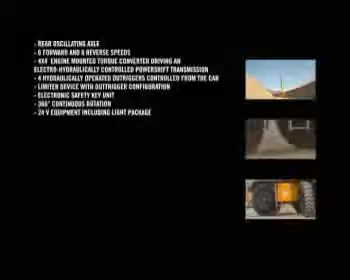 - REAR OSCILLATING AXLE
- 6 FORWARD AND 6 REVERSE SPEEDS
- 4X4 ENGINE MOUNTED TORQUE CONVERTER DRIVING AN
ELECTRO-HYDRAULICALLY CONTROLLED POWERSHIFT TRANSMISSION
- 4 HYDRAULICALLY OPERATED OUTRIGGERS CONTROLLED FROM THE CAB
- LIMITER DEVICE WITH OUTTRIGGER CONFIGURATION
- ELECTRONIC SAFETY KEY UNIT
- 360° CONTINUOUS ROTATION
- 24 V EQUIPMENT INCLUDING LIGHT PACKAGE